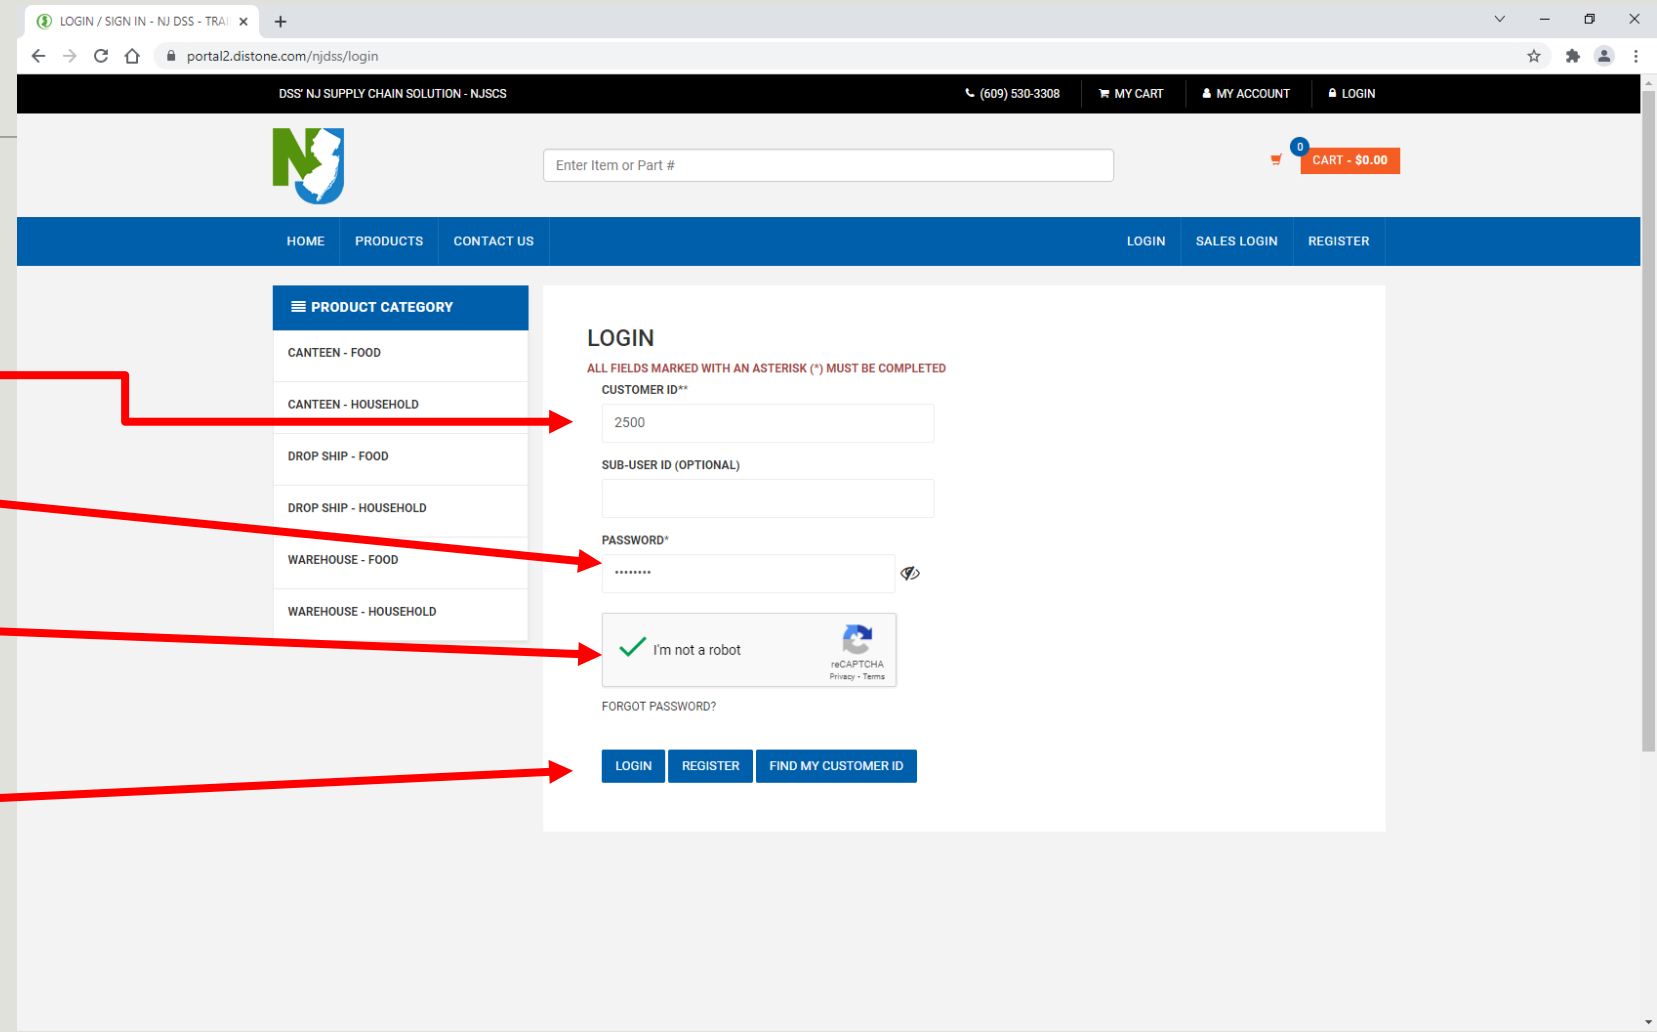 LOGIN / SIGN IN - NJ DSS - TRAI
portal2.distone.com/njdss/login
DSS' NJ SUPPLY CHAIN SOLUTION - NJSCS
(609) 530-3308
MY CART
MY ACCOUNT
LOGIN
NJ
Enter Item or Part #
0
CART - $0.00
HOME
PRODUCTS
CONTACT US
LOGIN
SALES LOGIN
REGISTER
PRODUCT CATEGORY
CANTEEN - FOOD
CANTEEN - HOUSEHOLD
DROP SHIP - FOOD
DROP SHIP - HOUSEHOLD
WAREHOUSE - FOOD
WAREHOUSE - HOUSEHOLD
LOGIN
ALL FIELDS MARKED WITH AN ASTERISK (*) MUST BE COMPLETED
CUSTOMER ID**
2500
SUB-USER ID (OPTIONAL)
PASSWORD*
••••••••
I'm not a robot
reCAPTCHA
Privacy - Terms
FORGOT PASSWORD?
LOGIN
REGISTER
FIND MY CUSTOMER ID